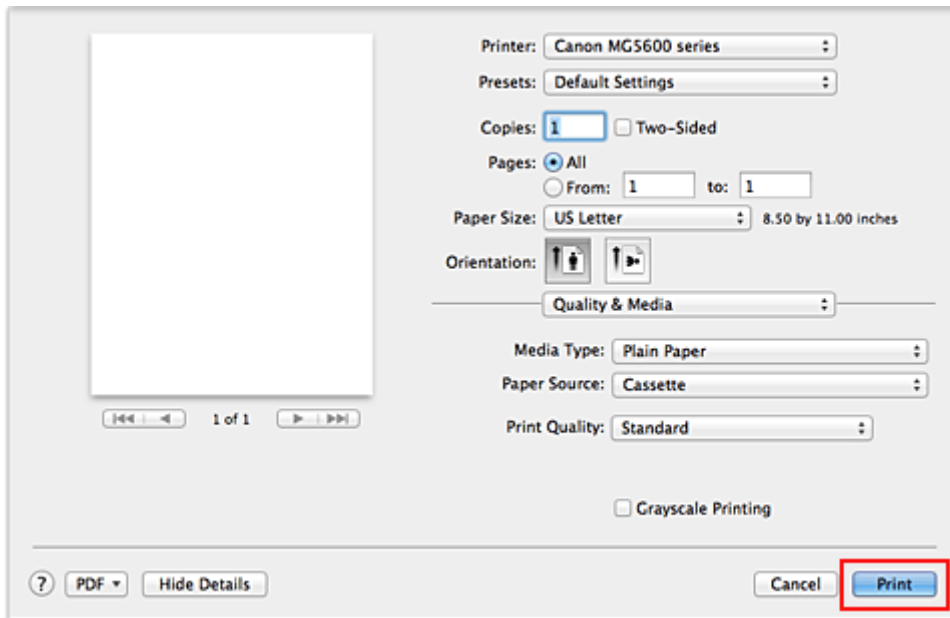 Printer: Canon MG5600 series
Presets: Default Settings
Copies: 1 Two-Sided
Pages: All
From: 1 to: 1
Paper Size: US Letter 8.50 by 11.00 inches
Orientation:
Quality & Media
Media Type: Plain Paper
Paper Source: Cassette
1 of 1
Print Quality: Standard
Grayscale Printing
? PDF Hide Details Cancel Print